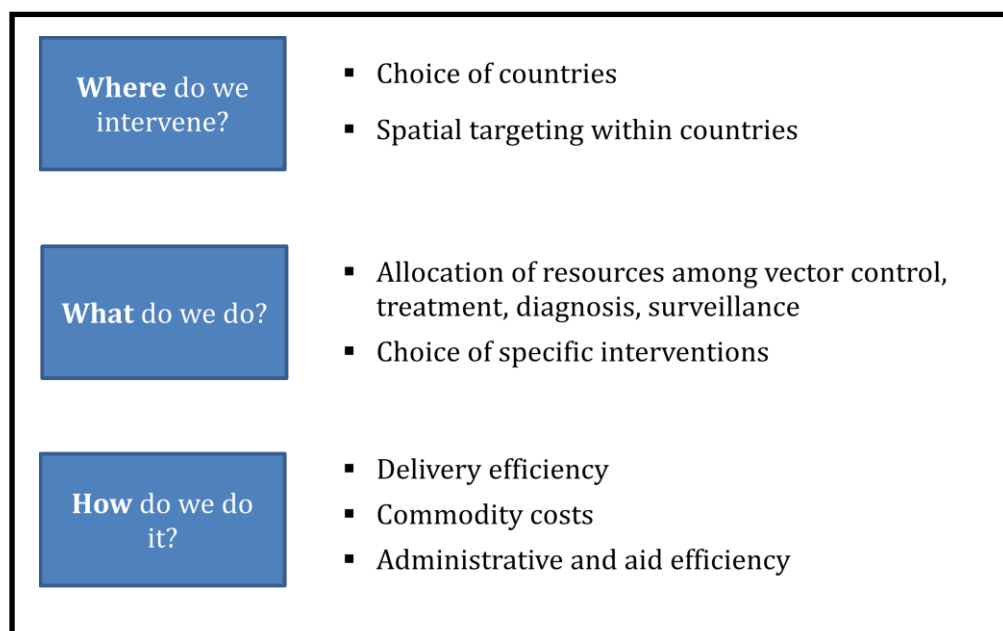 Where do we
intervene?
▪ Choice of countries
▪ Spatial targeting within countries
What do we do?
▪ Allocation of resources among vector control,
treatment, diagnosis, surveillance
▪ Choice of specific interventions
How do we do
it?
▪ Delivery efficiency
▪ Commodity costs
▪ Administrative and aid efficiency